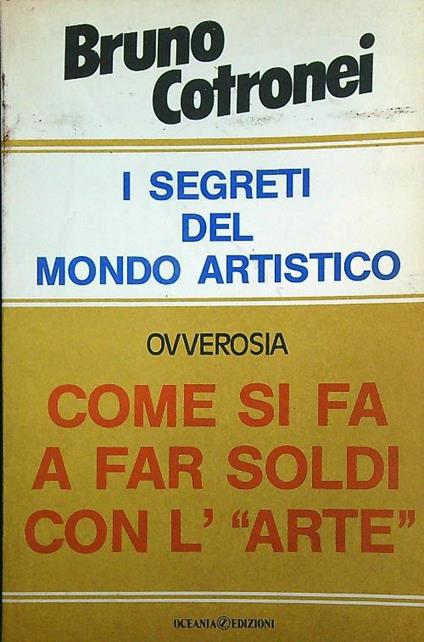 Bruno
Cotronei
I SEGRETI
DEL
MONDO ARTISTICO
OVVEROSIA
COME SI FA
A FAR SOLDI
CON L' “ARTE”
OCEANIA EDIZIONI